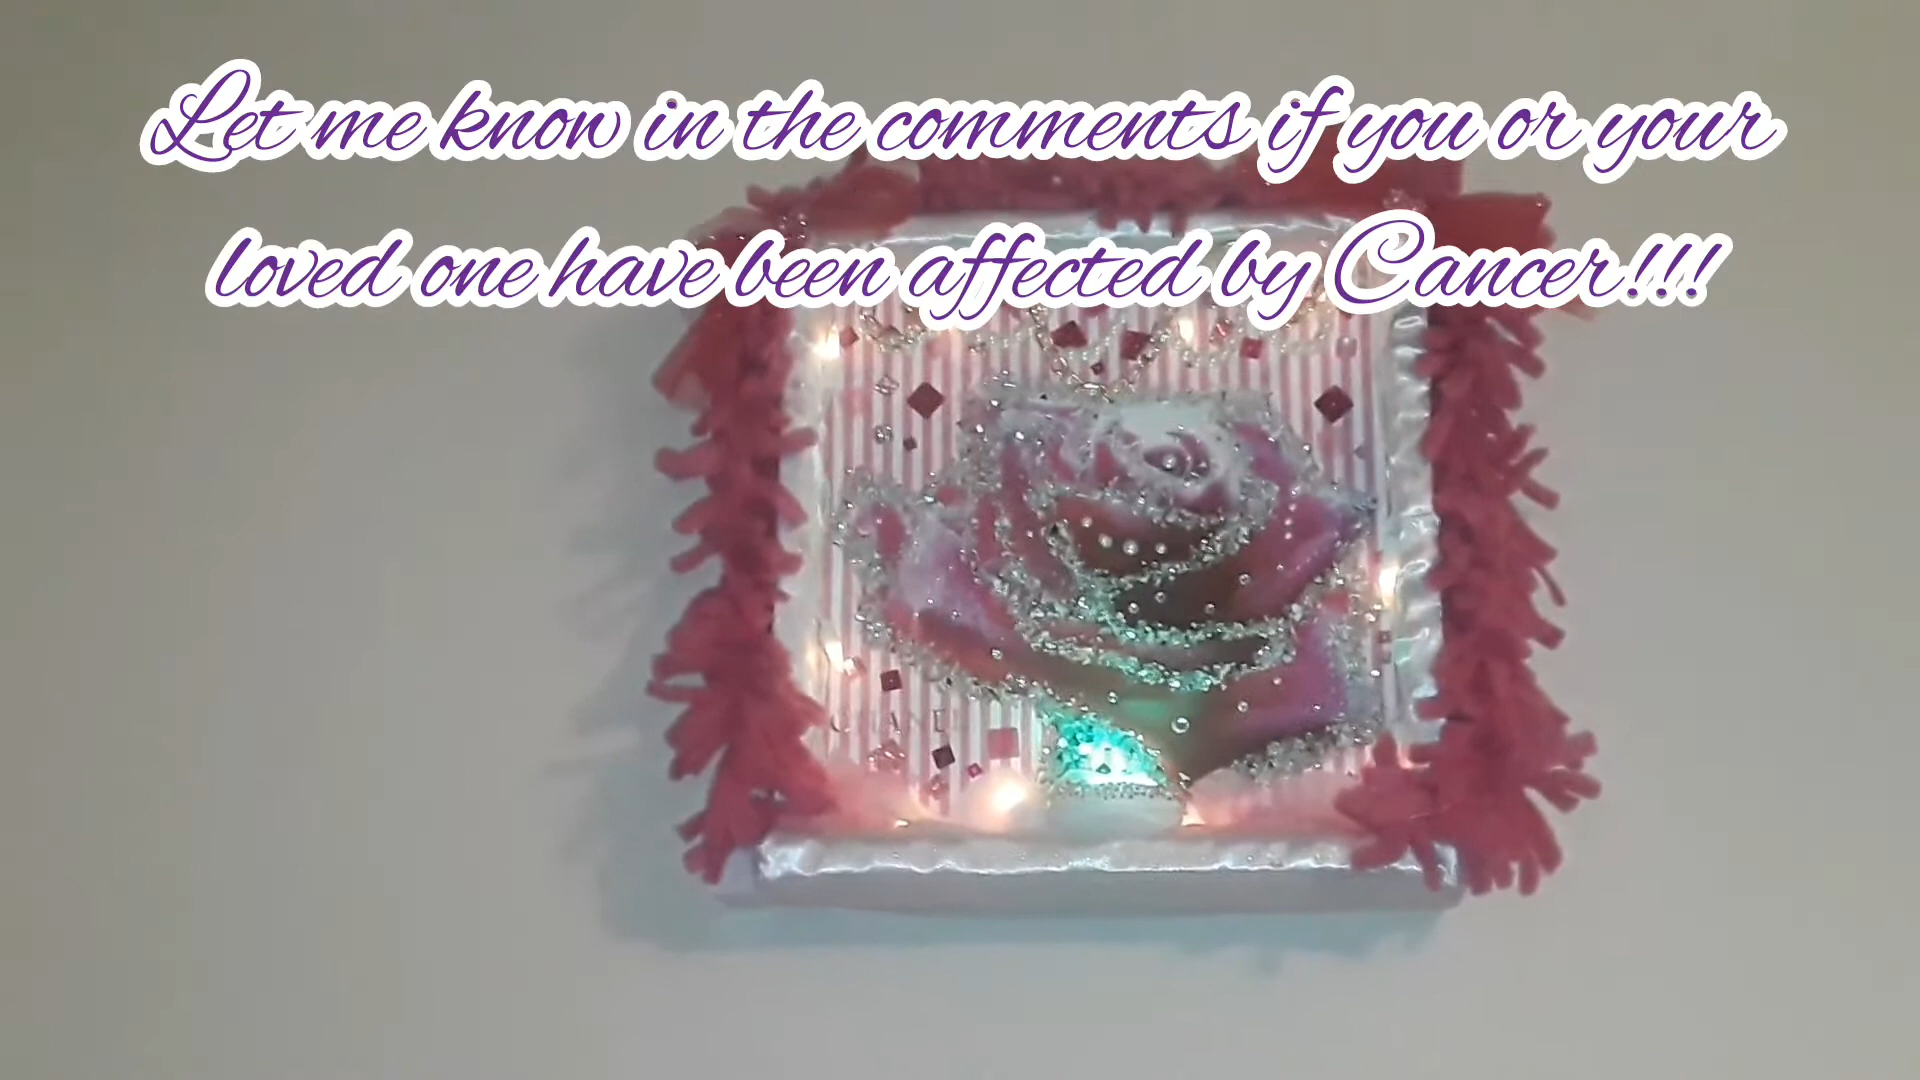 Let me know in the comments if you or your
loved one have been affected by Cancer!!!